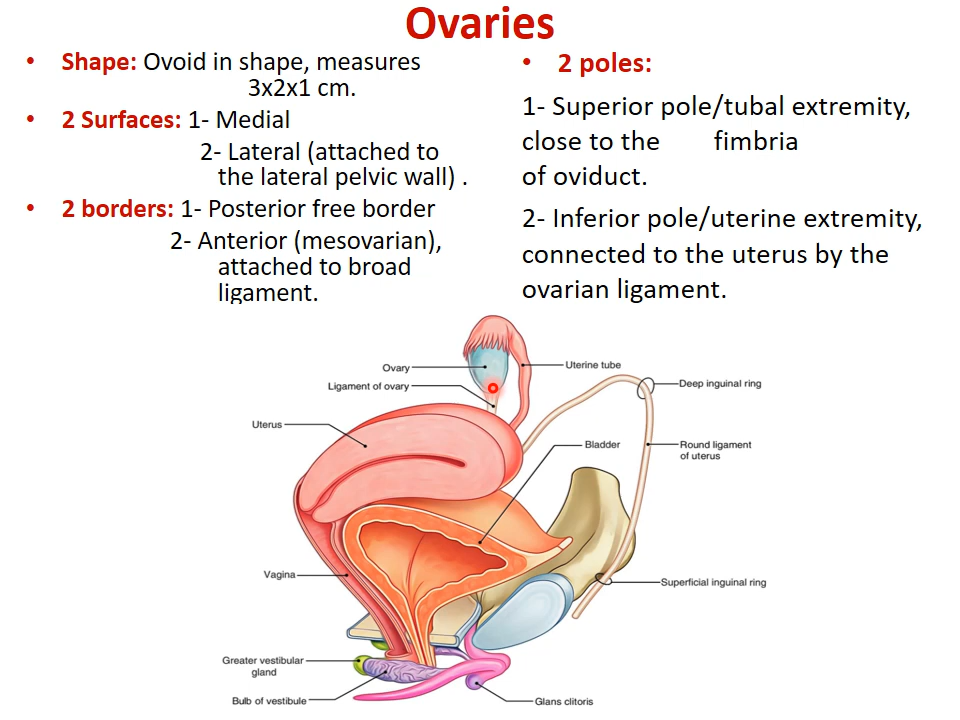 Ovaries
• Shape: Ovoid in shape, measures
3x2x1 cm.
• 2 Surfaces: 1- Medial
2- Lateral (attached to
the lateral pelvic wall) .
• 2 borders: 1- Posterior free border
2- Anterior (mesovarian),
attached to broad
ligament.
• 2 poles:
1- Superior pole/tubal extremity,
close to the fimbria
of oviduct.
2- Inferior pole/uterine extremity,
connected to the uterus by the
ovarian ligament.
Ovary
Uterine tube
Ligament of ovary
Deep inguinal ring
Uterus
Bladder
Round ligament
of uterus
Vagina
Superficial inguinal ring
Greater vestibular
gland
Bulb of vestibule
Glans clitoris